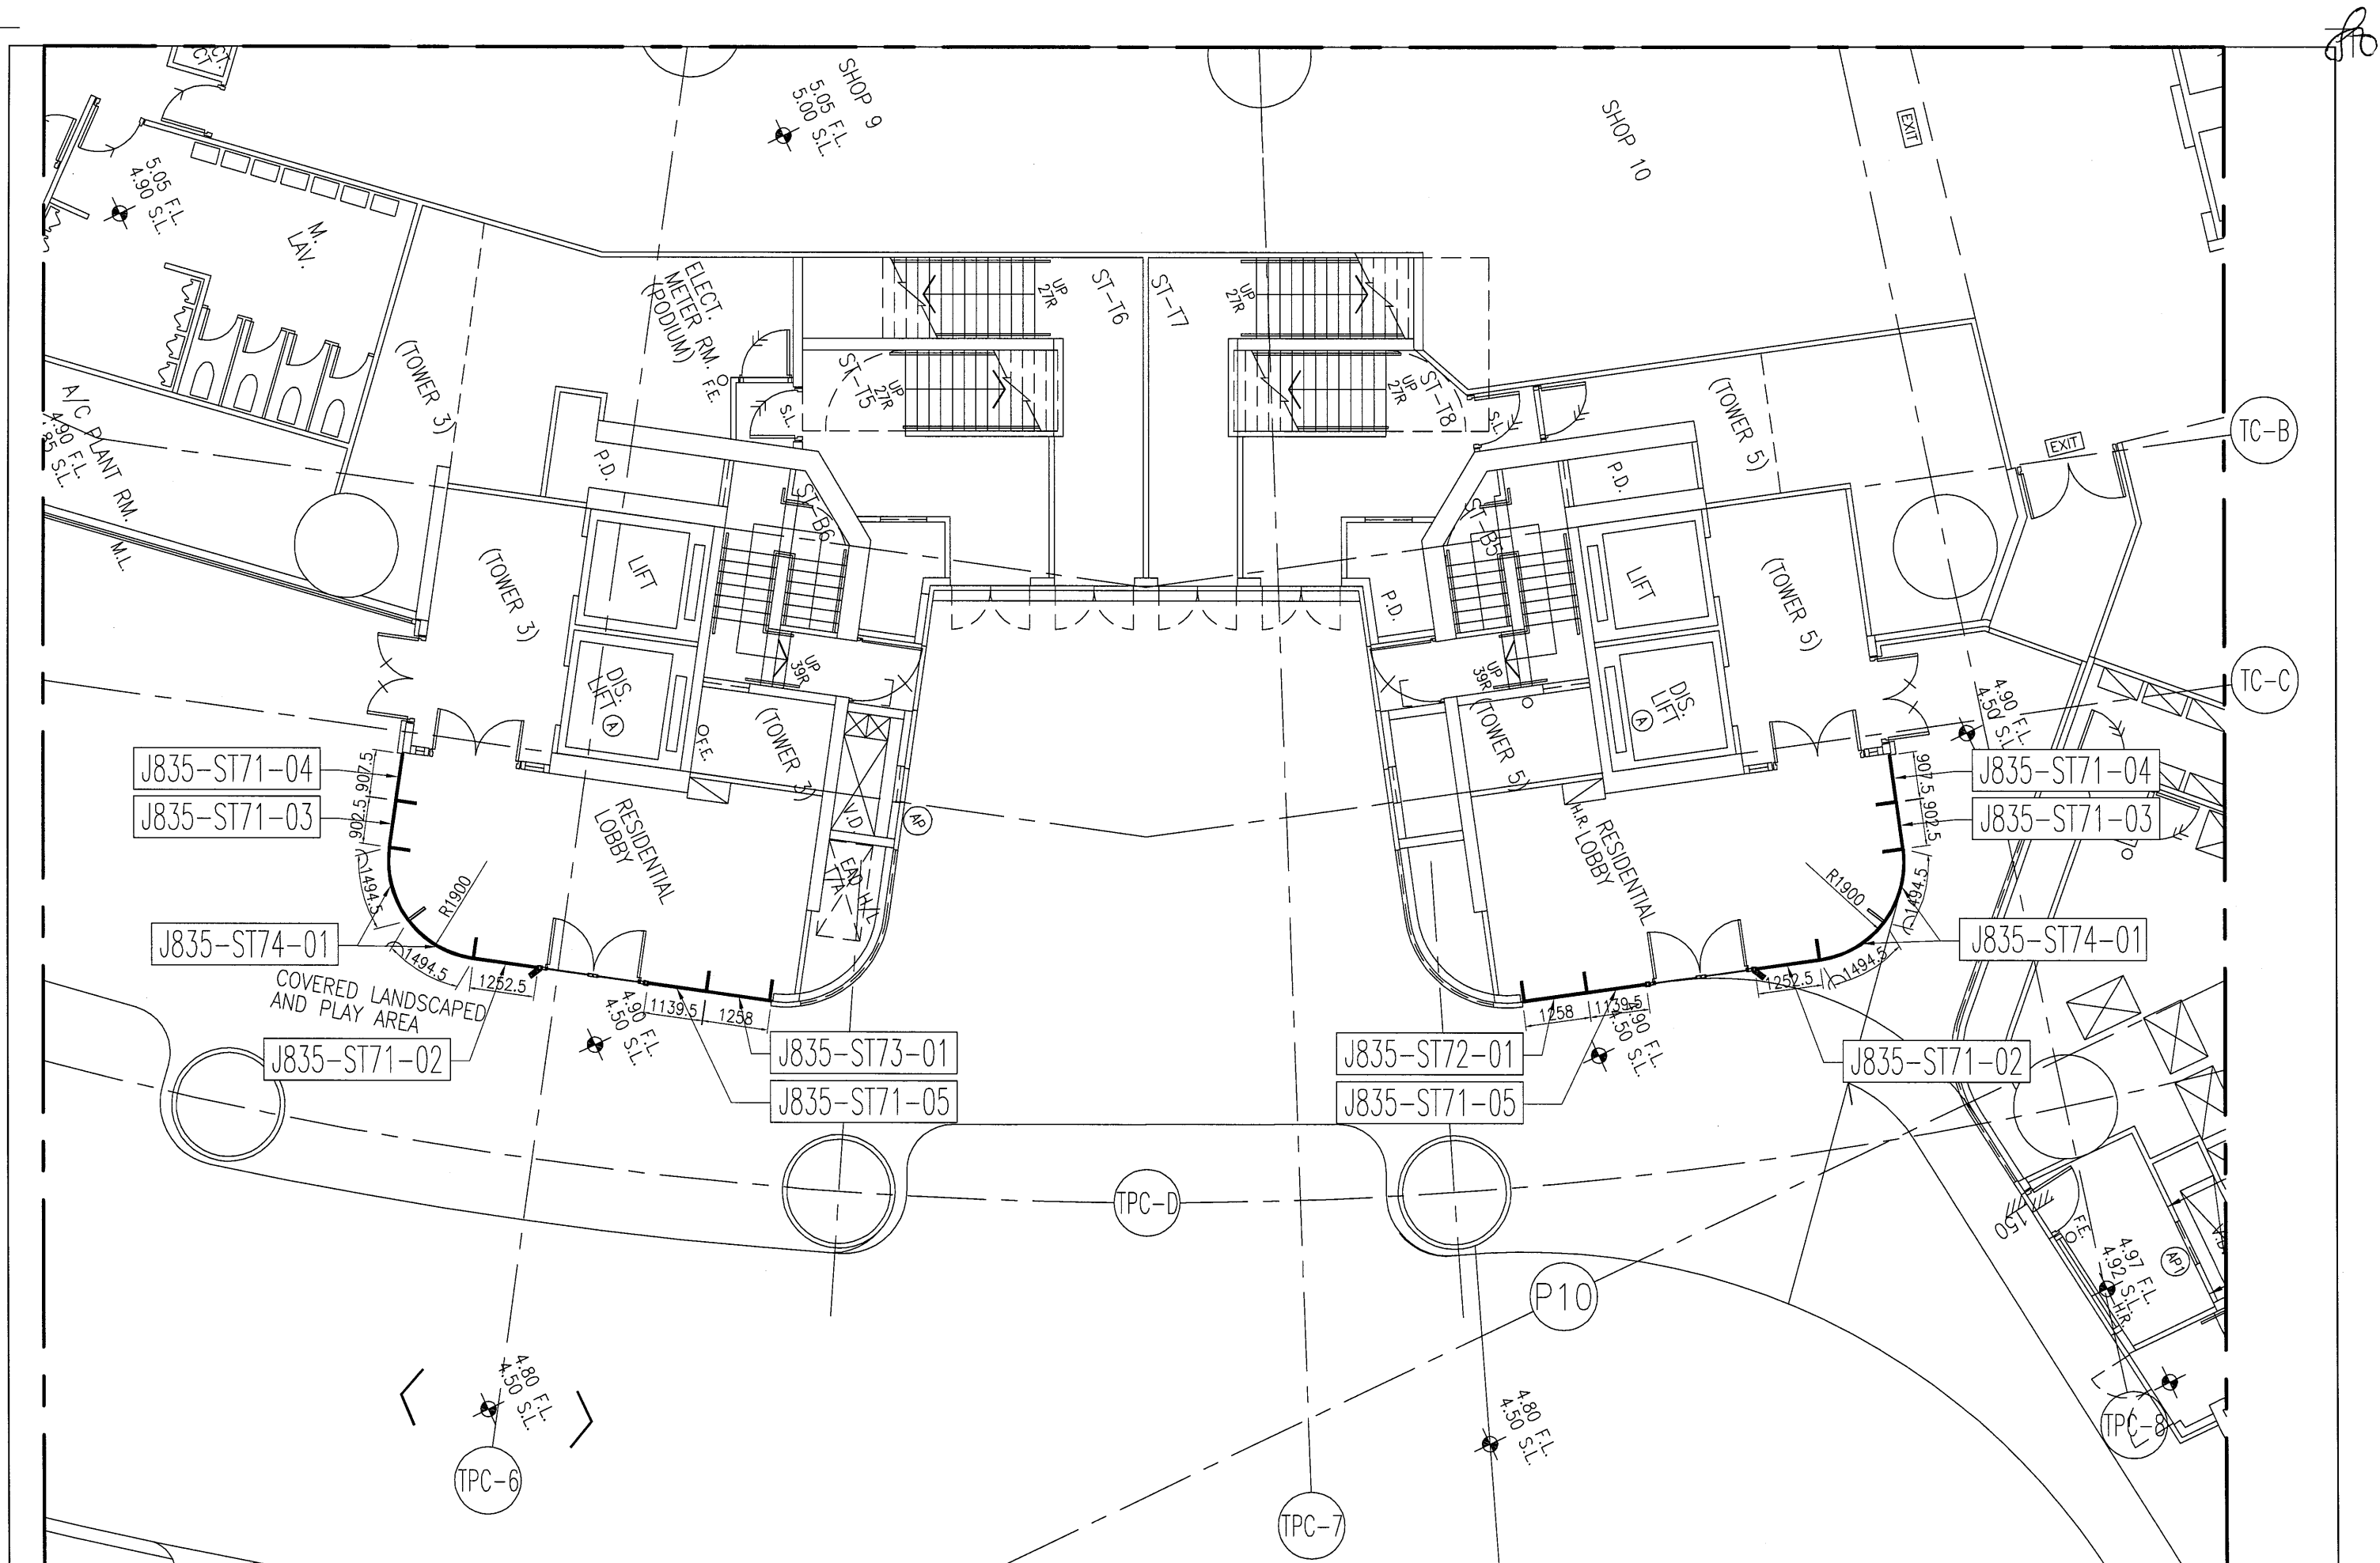 SHOP 9
5.05 F.L.
5.00 S.L.
SHOP 10
EXIT
5.05 F.L.
4.90 S.L.
M.
LAV.
ELECT.
METER RM.
(PODIUM)
F.E.
UP
27R
ST-T6
ST-T7
UP
27R
ST-T5
UP
27R
UP
27R
ST-T8
S.L.
S.L.
(TOWER 3)
(TOWER 5)
TC-B
EXIT
A/C PLANT RM.
4.90 F.L.
M.L.
P.D.
P.D.
ST-B6
ST-B5
(TOWER 3)
LIFT
LIFT
(TOWER 5)
P.D.
UP
39R
UP
39R
DIS.
LIFT
A
DIS.
LIFT
A
TC-C
4.90 F.L.
4.50 S.L.
F.E.
(TOWER 3)
(TOWER 5)
J835-ST71-04
J835-ST71-03
907.5
902.5
1494.5
R1900
J835-ST74-01
1494.5
1252.5
COVERED LANDSCAPED
AND PLAY AREA
J835-ST71-02
RESIDENTIAL
LOBBY
V.D.
AP
EAD H/L
4.90 F.L.
4.50 S.L.
1139.5
1258
J835-ST73-01
J835-ST71-05
H.R.
RESIDENTIAL
LOBBY
J835-ST71-04
J835-ST71-03
907.5
902.5
1494.5
R1900
J835-ST74-01
1494.5
1252.5
1258
1139.5
4.90 F.L.
4.50 S.L.
J835-ST72-01
J835-ST71-05
J835-ST71-02
TPC-D
P10
150
F.E.
4.97 F.L.
4.92 S.L.
H.R.
AP1
4.80 F.L.
4.50 S.L.
4.80 F.L.
4.50 S.L.
TPC-6
TPC-7
TPC-8